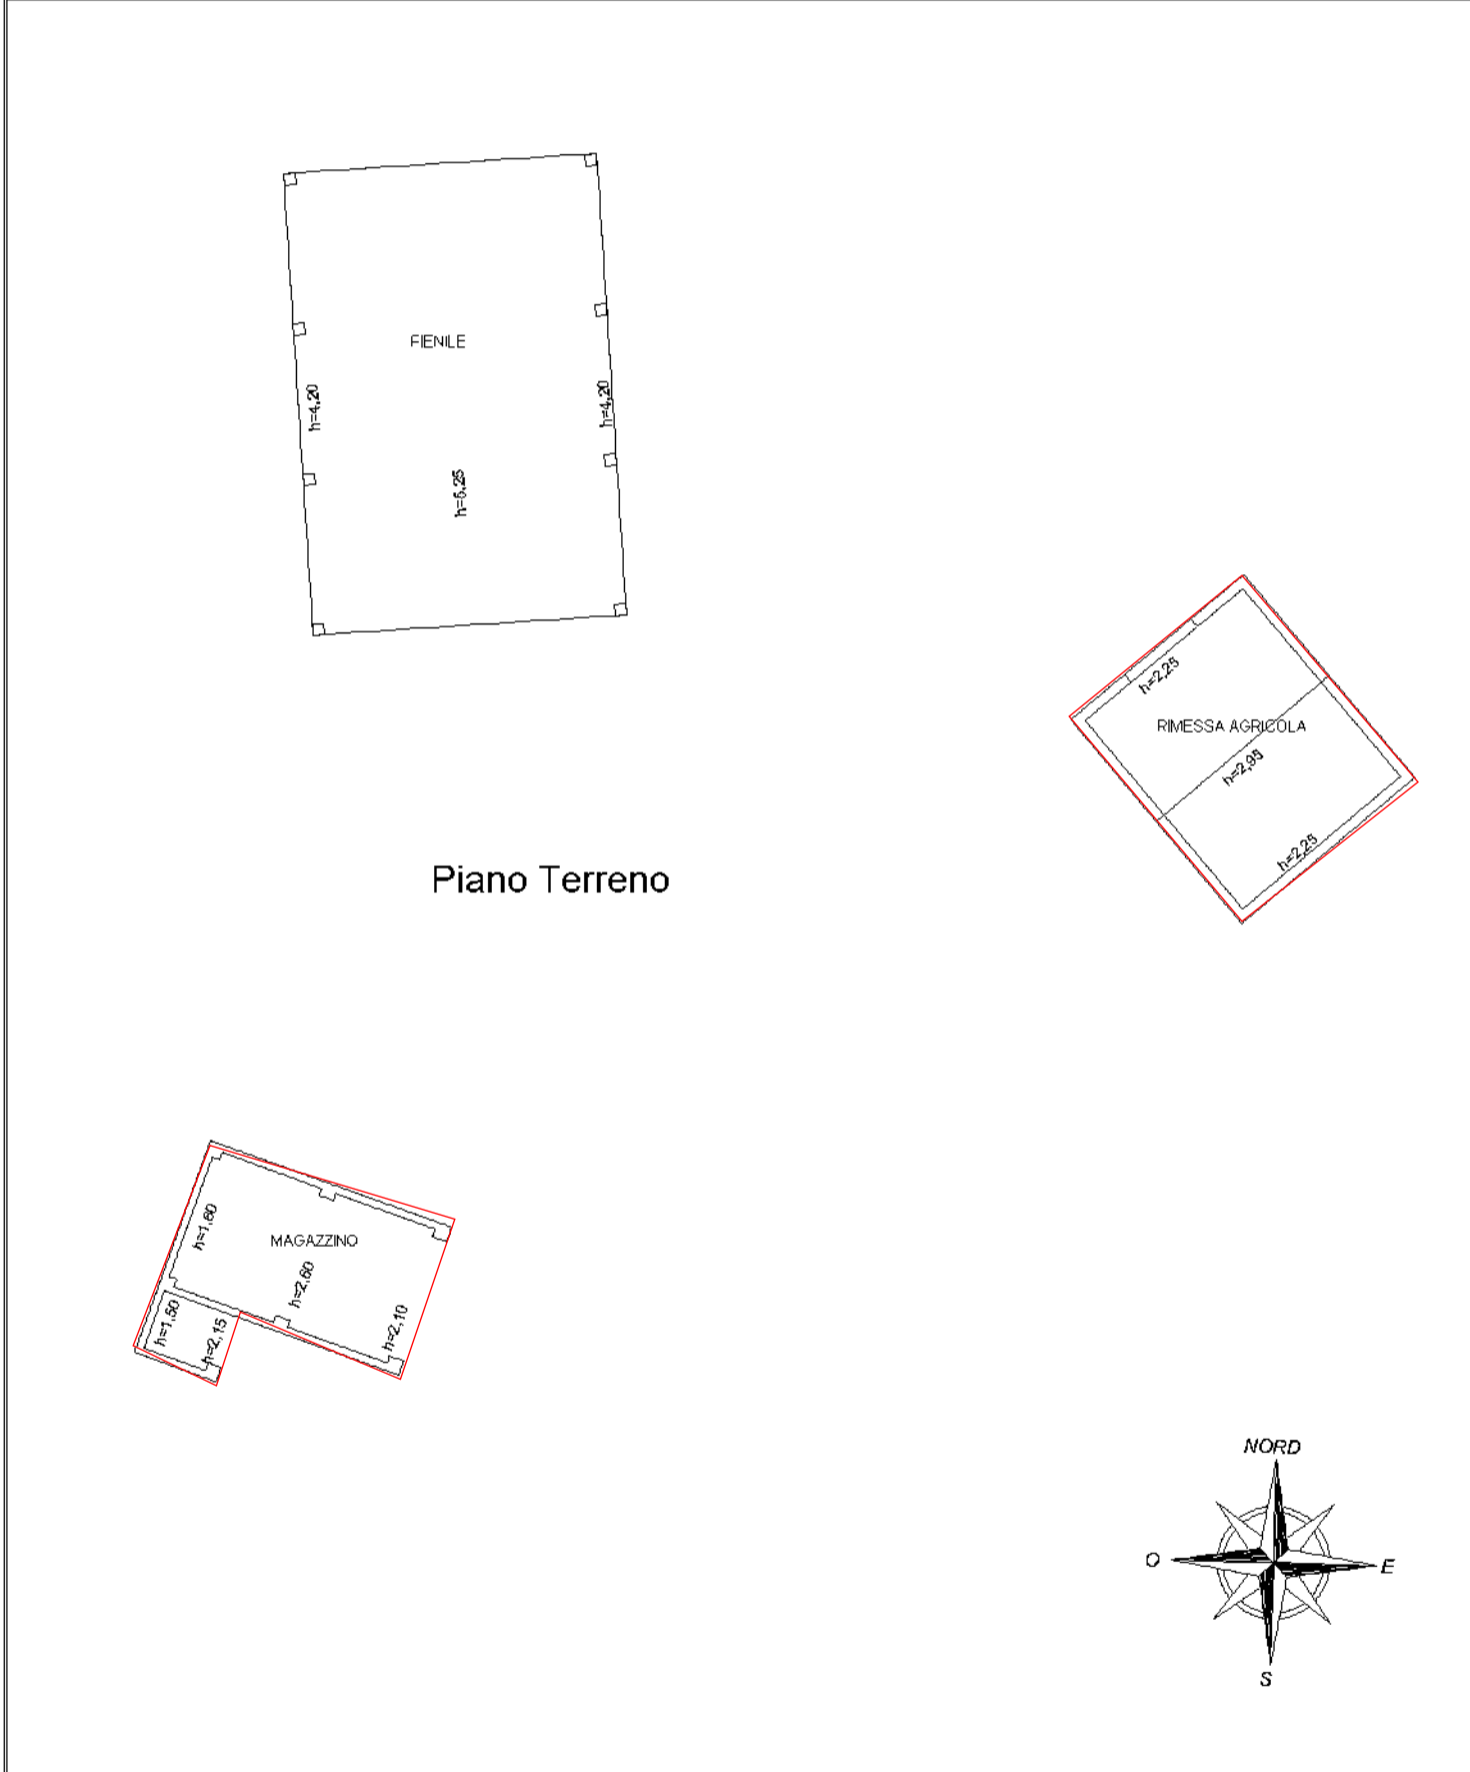 FIENILE
h=4,20
h=4,20
h=5,25
h=2,25
RIMESSA AGRICOLA
h=2,95
h=2,25
Piano Terreno
h=1,60
MAGAZZINO
h=2,60
h=1,50
h=2,15
h=2,10
NORD
O
E
S